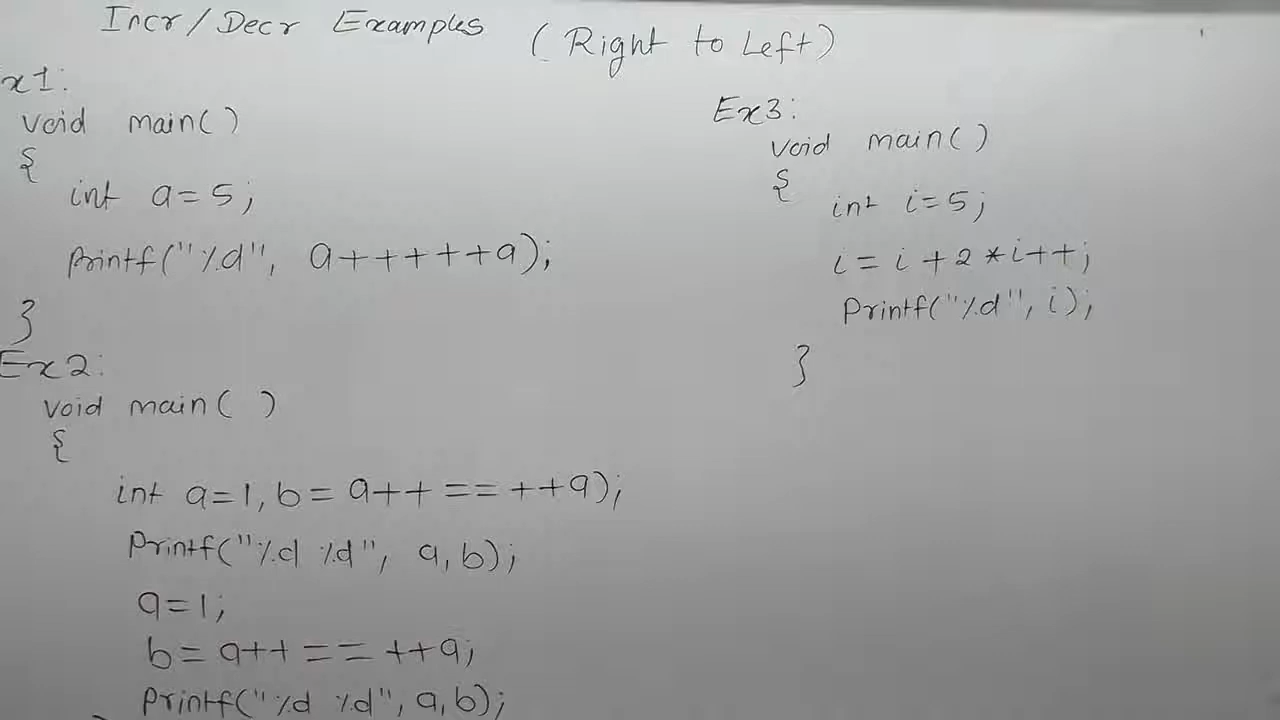 Incr/Decr Examples (Right to Left)
x1:
void main()
{
int a=5;
printf("%d", a+++++a);
}
Ex2:
void main( )
{
int a=1, b= a++ == ++a);
Printf("%d %d", a, b);
a=1;
b= a++ == ++a;
Printf("%d %d", a, b);
Ex3:
void main()
{
int i=5;
i= i +2 *i++;
Printf("%d", i);
}